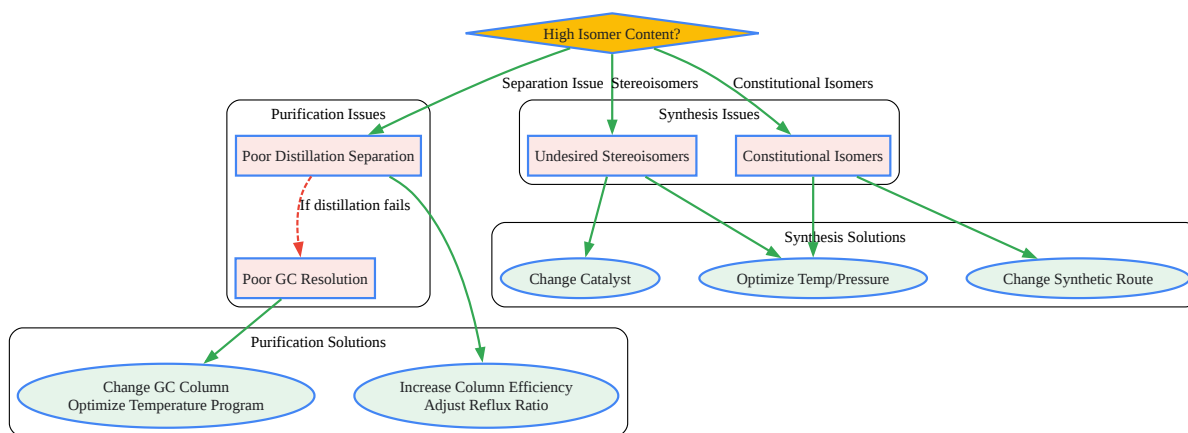 High Isomer Content?
Separation Issue
Stereoisomers
Constitutional Isomers
Purification Issues
Synthesis Issues
Poor Distillation Separation
Undesired Stereoisomers
Constitutional Isomers
If distillation fails
Synthesis Solutions
Poor GC Resolution
Change Catalyst
Optimize Temp/Pressure
Change Synthetic Route
Purification Solutions
Change GC Column
Optimize Temperature Program
Increase Column Efficiency
Adjust Reflux Ratio